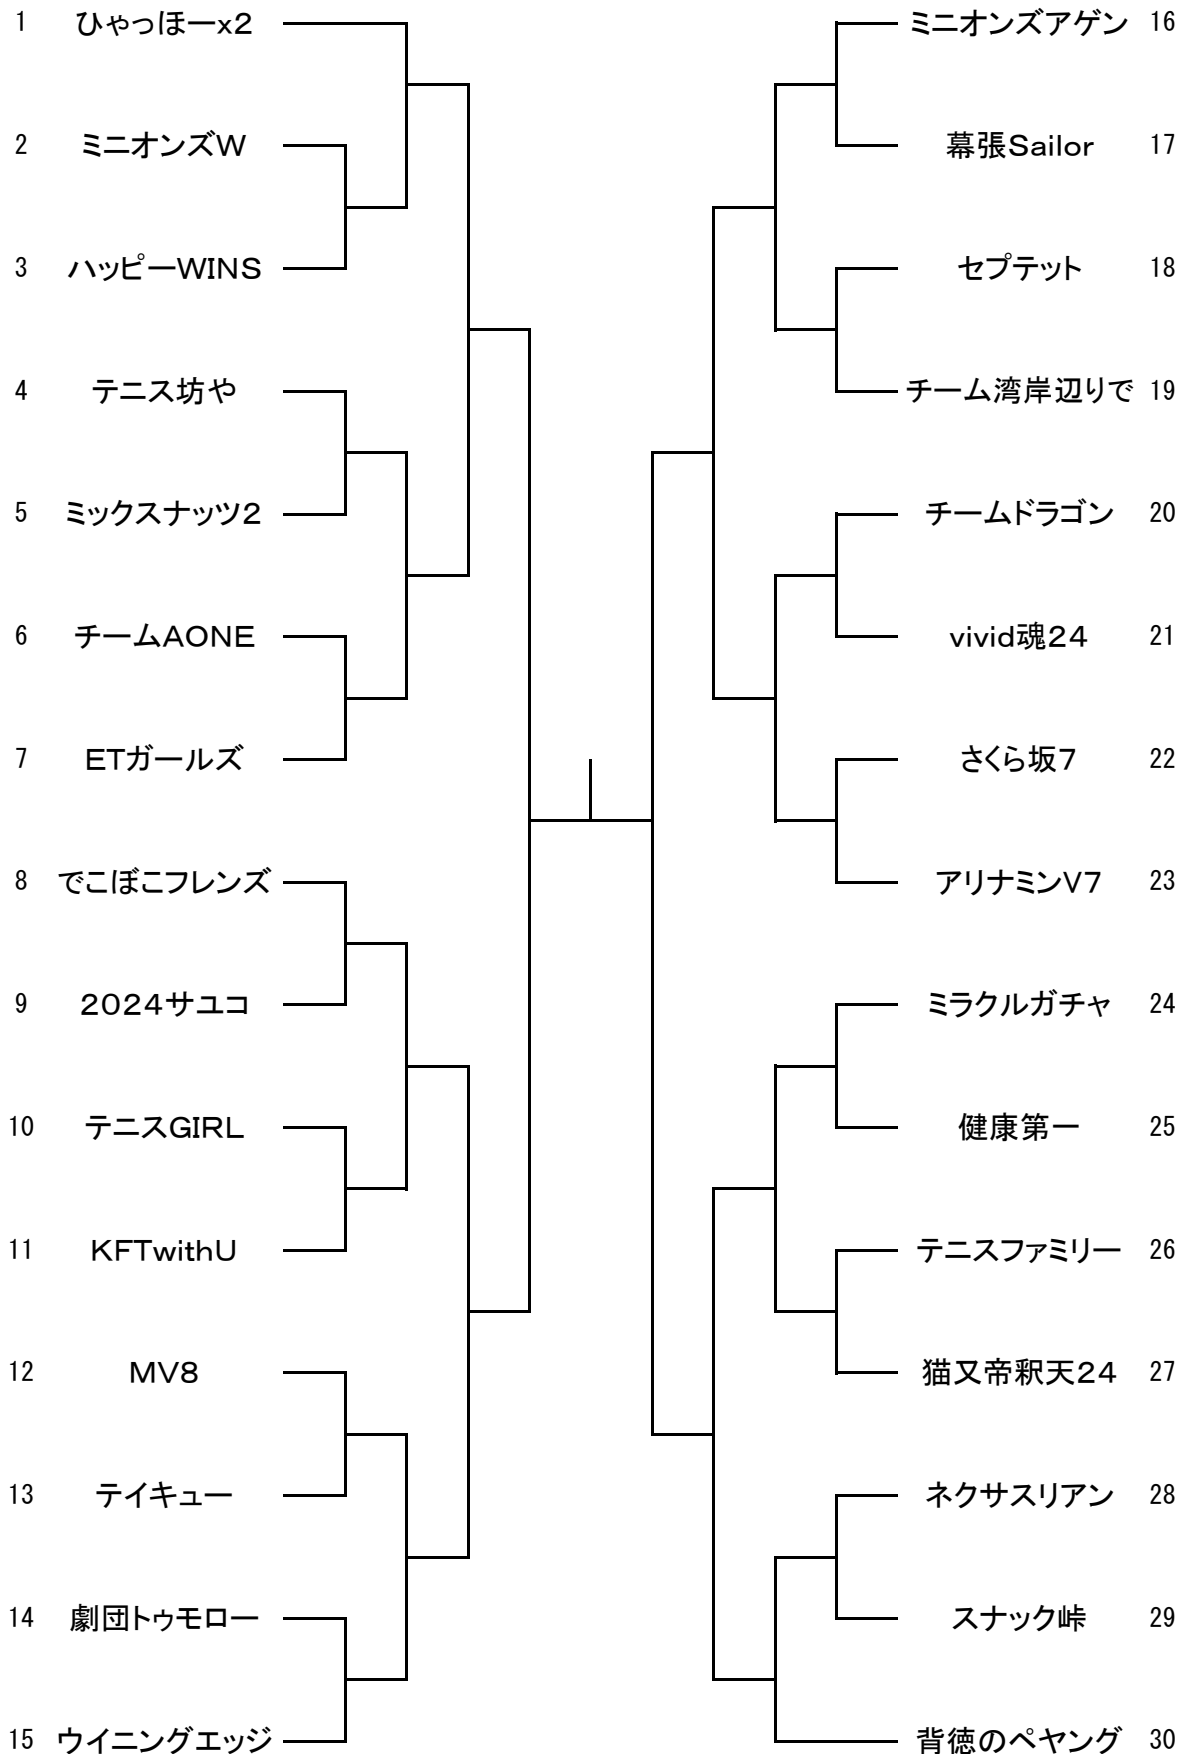 1 ひゃっほーx2
2 ミニオンズW
3 ハッピーWINS
4 テニス坊や
5 ミックスナッツ2
6 チームAONE
7 ETガールズ
8 でこぼこフレンズ
9 2024サユコ
10 テニスGIRL
11 KFTwithU
12 MV8
13 テイキュー
14 劇団トゥモロー
15 ウイニングエッジ
ミニオンズアゲン 16
幕張Sailor 17
セプテット 18
チーム湾岸辺りで 19
チームドラゴン 20
vivid魂24 21
さくら坂7 22
アリナミンV7 23
ミラクルガチャ 24
健康第一 25
テニスファミリー 26
猫又帝釈天24 27
ネクサスリアン 28
スナック峠 29
背徳のペヤング 30